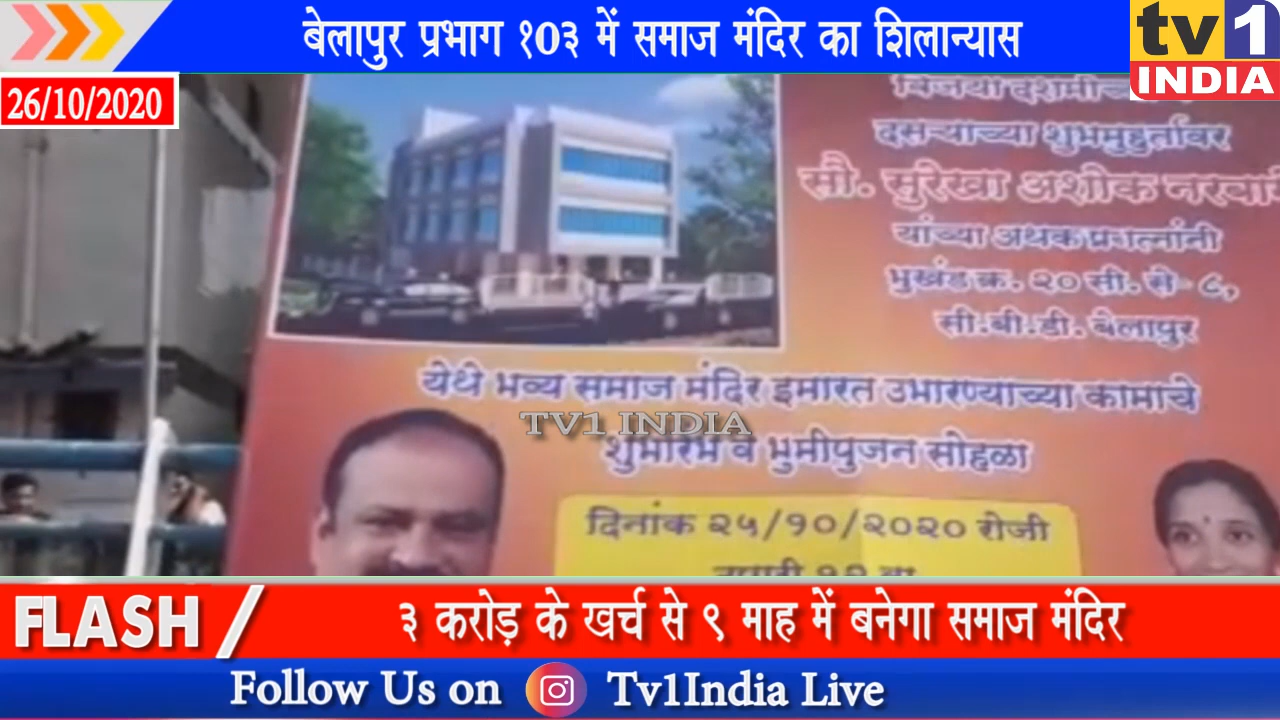 बेलापुर प्रभाग १0३ में समाज मंदिर का शिलान्यास
tv1
INDIA
26/10/2020
दसऱ्याच्या शुभमुहुर्तावर
सौ. सुरेखा अशोक
यांच्या अथक प्रयत्नांनी
भुखंड क्र. २० सी. से- ८,
सी.बी.डी. बेलापुर
येथे भव्य समाज मंदिर इमारत उभारण्याच्या कामाचे
TV1 INDIA
शुभारंभ व भुमीपुजन सोहळा
दिनांक २५/१०/२०२० रोजी
FLASH / ३ करोड़ के खर्च से ९ माह में बनेगा समाज मंदिर
Follow Us on Tv1India Live